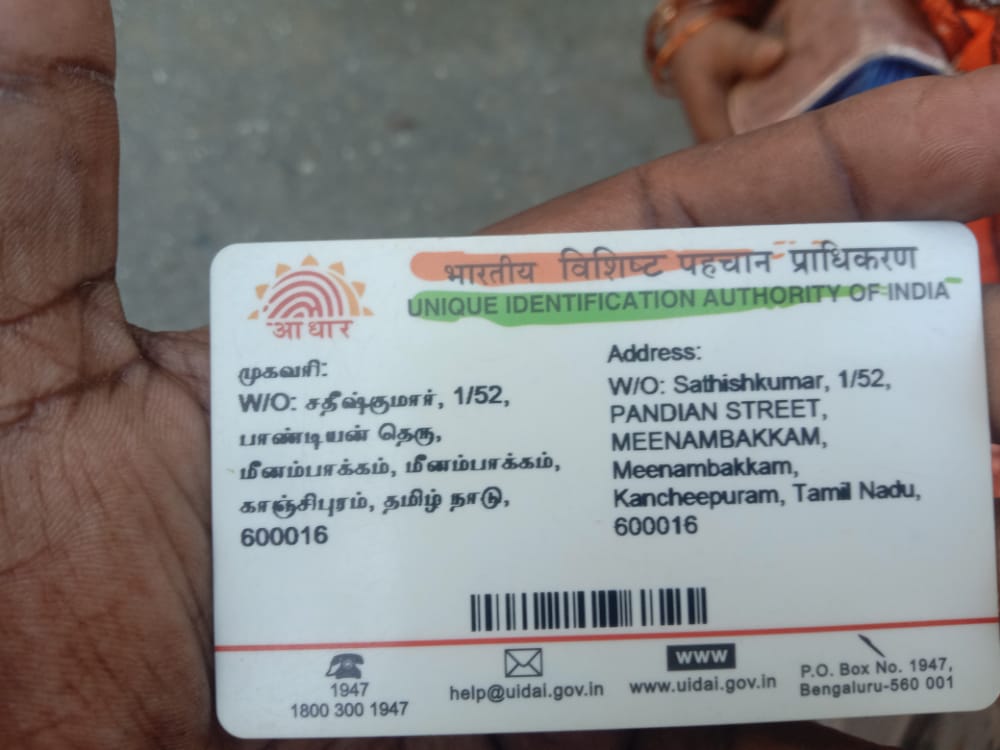 भारतीय विशिष्ट पहचान प्राधिकरण
UNIQUE IDENTIFICATION AUTHORITY OF INDIA
आधार
முகவரி:
W/O: சதீஷ்குமார், 1/52,
பாண்டியன் தெரு,
மீனம்பாக்கம், மீனம்பாக்கம்,
காஞ்சிபுரம், தமிழ் நாடு,
600016
Address:
W/O: Sathishkumar, 1/52,
PANDIAN STREET,
MEENAMBAKKAM,
Meenambakkam,
Kancheepuram, Tamil Nadu,
600016
1947
1800 300 1947
help@uidai.gov.in
WWW
www.uidai.gov.in
P.O. Box No. 1947,
Bengaluru-560 001